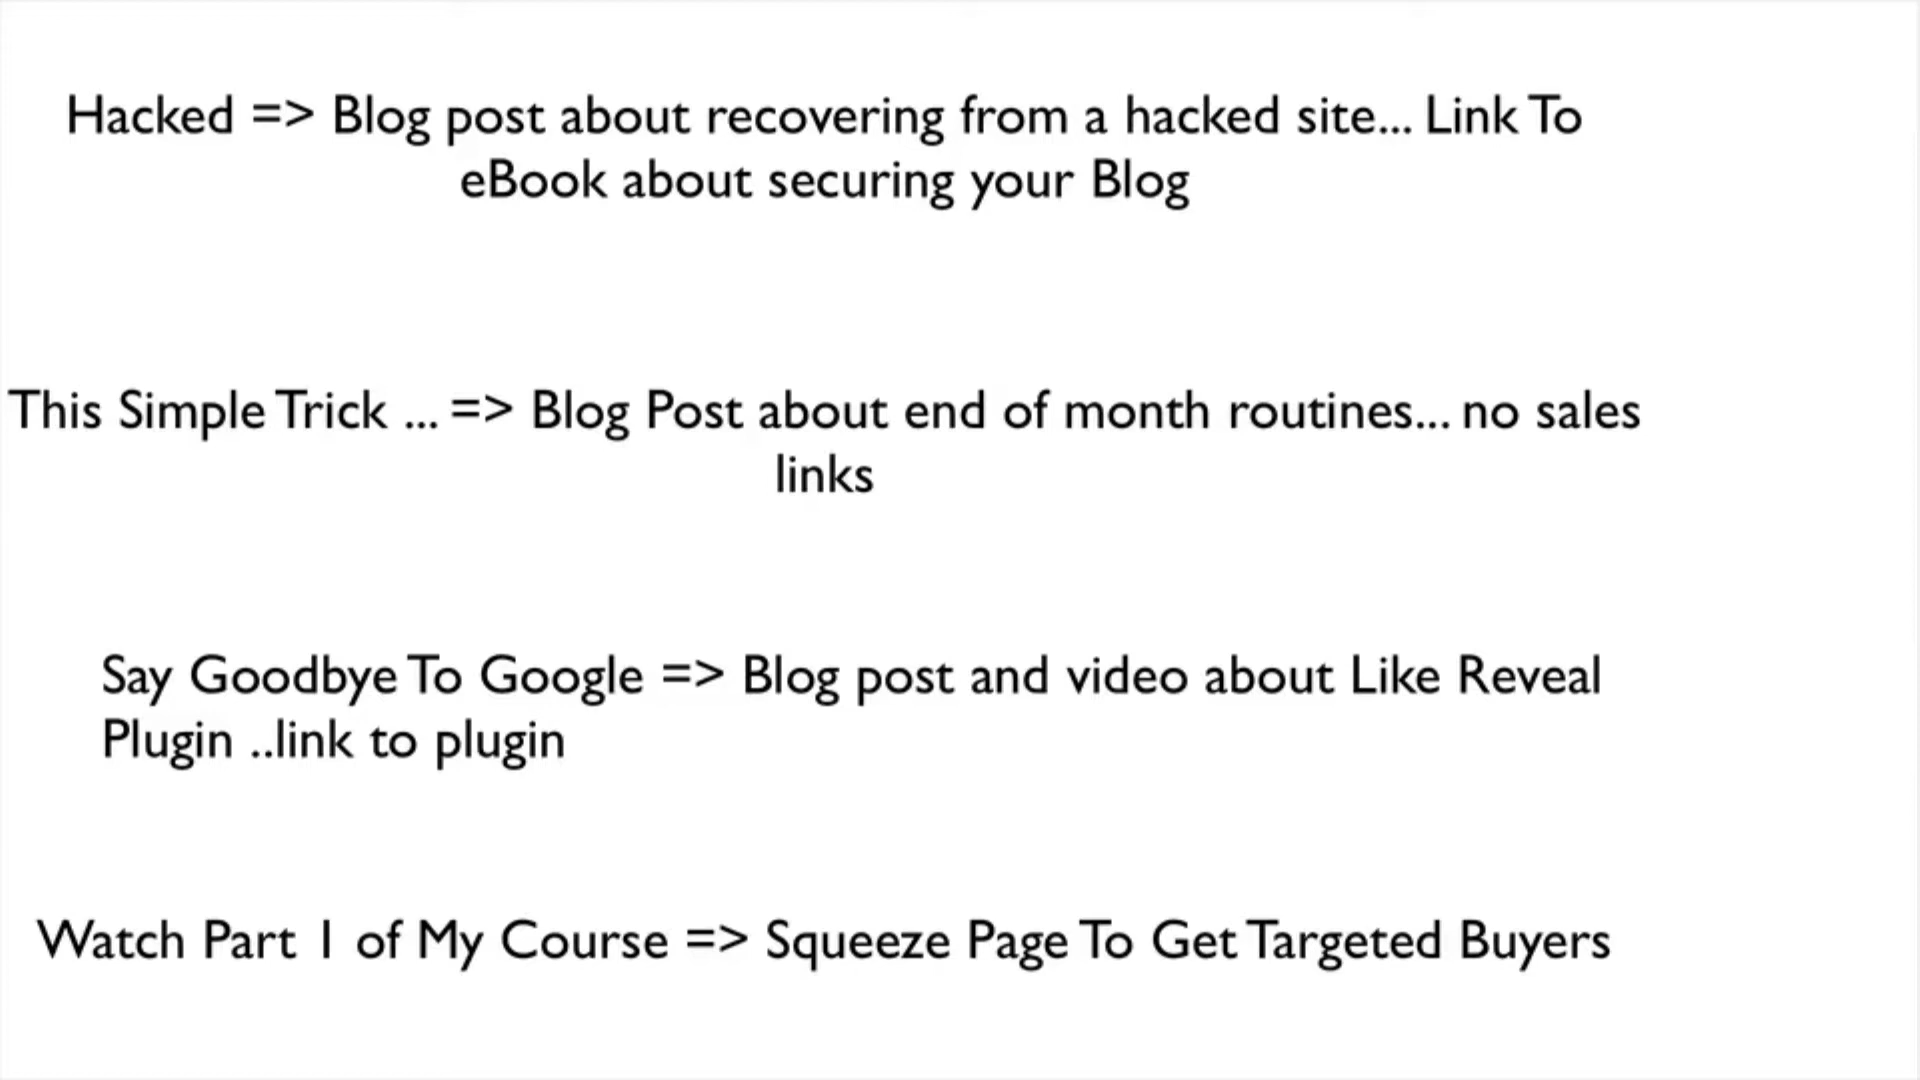 Hacked => Blog post about recovering from a hacked site... Link To
eBook about securing your Blog
This Simple Trick ... => Blog Post about end of month routines... no sales
links
Say Goodbye To Google => Blog post and video about Like Reveal
Plugin ..link to plugin
Watch Part 1 of My Course => Squeeze Page To Get Targeted Buyers